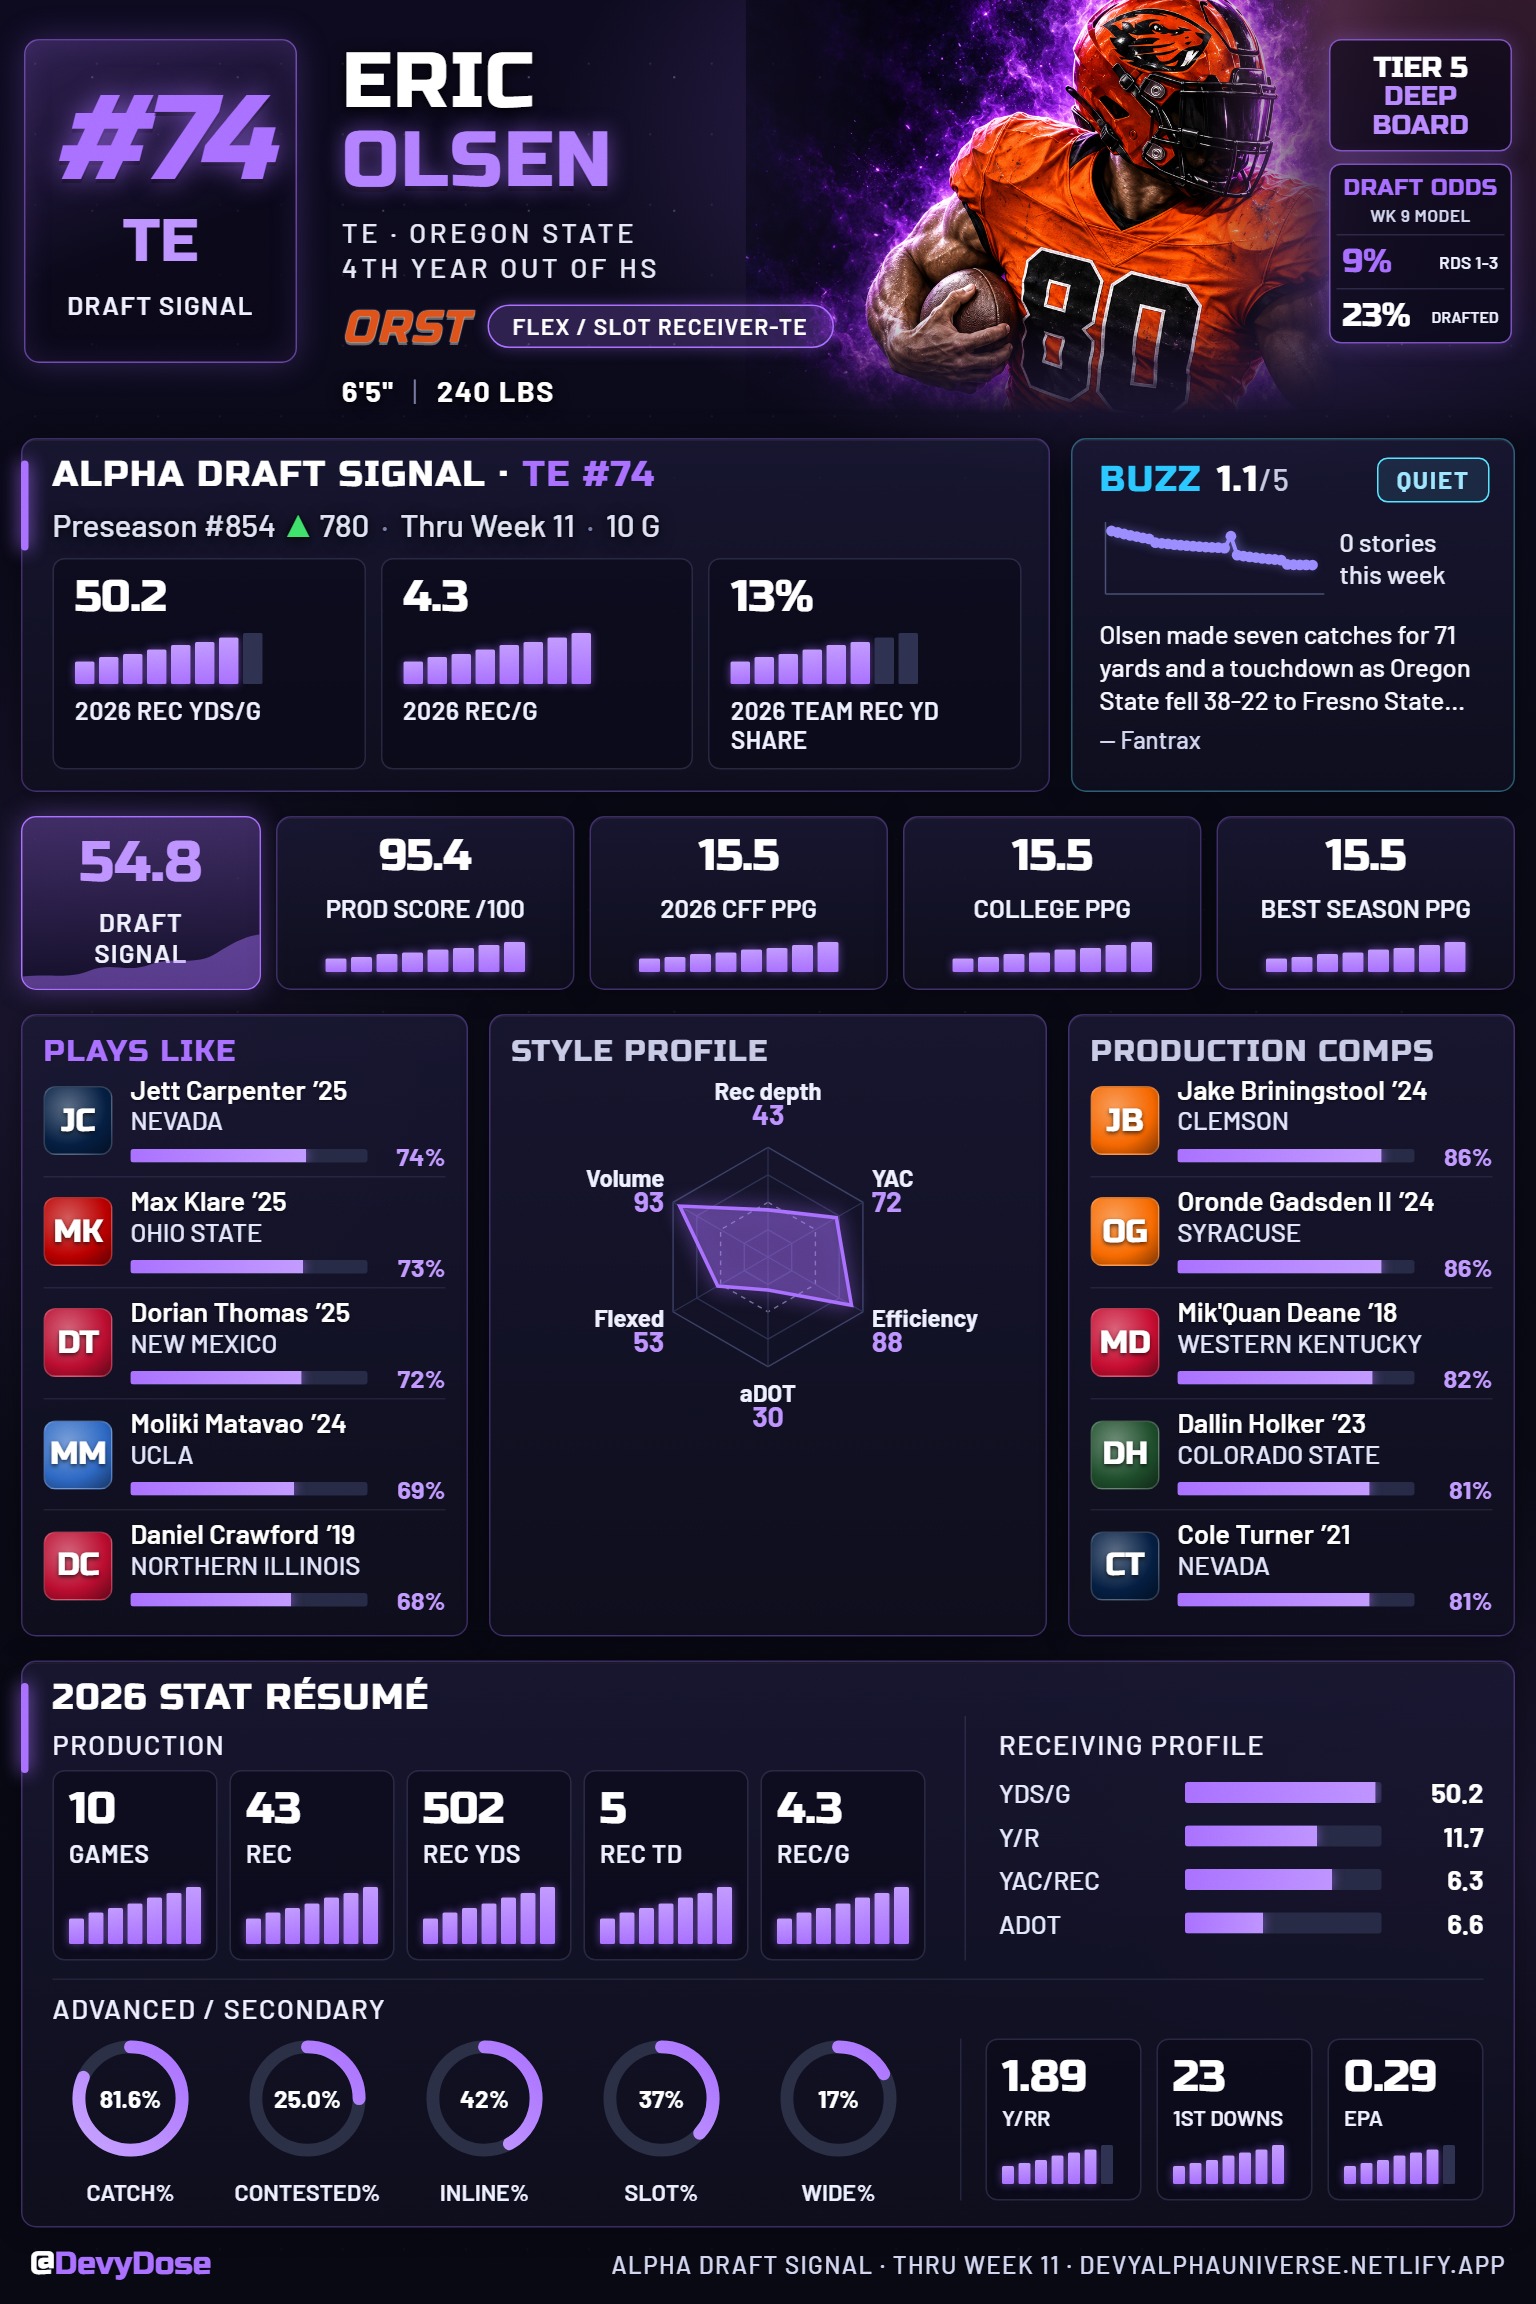 #74
TE
DRAFT SIGNAL
ERIC
OLSEN
TE · OREGON STATE
4TH YEAR OUT OF HS
ORST
FLEX / SLOT RECEIVER-TE
6'5" | 240 LBS
80
TIER 5
DEEP
BOARD
DRAFT ODDS
WK 9 MODEL
9% RDS 1-3
23% DRAFTED
ALPHA DRAFT SIGNAL · TE #74
Preseason #854 ▲ 780 · Thru Week 11 · 10 G
50.2
2026 REC YDS/G
4.3
2026 REC/G
13%
2026 TEAM REC YD
SHARE
BUZZ 1.1/5
QUIET
0 stories
this week
Olsen made seven catches for 71
yards and a touchdown as Oregon
State fell 38-22 to Fresno State...
— Fantrax
54.8
DRAFT
SIGNAL
95.4
PROD SCORE /100
15.5
2026 CFF PPG
15.5
COLLEGE PPG
15.5
BEST SEASON PPG
PLAYS LIKE
JC
Jett Carpenter ’25
NEVADA
74%
MK
Max Klare ’25
OHIO STATE
73%
DT
Dorian Thomas ’25
NEW MEXICO
72%
MM
Moliki Matavao ’24
UCLA
69%
DC
Daniel Crawford ’19
NORTHERN ILLINOIS
68%
STYLE PROFILE
Rec depth
43
Volume
93
YAC
72
Flexed
53
Efficiency
88
aDOT
30
PRODUCTION COMPS
JB
Jake Briningstool ’24
CLEMSON
86%
OG
Oronde Gadsden II ’24
SYRACUSE
86%
MD
Mik'Quan Deane ’18
WESTERN KENTUCKY
82%
DH
Dallin Holker ’23
COLORADO STATE
81%
CT
Cole Turner ’21
NEVADA
81%
2026 STAT RÉSUMÉ
PRODUCTION
10
GAMES
43
REC
502
REC YDS
5
REC TD
4.3
REC/G
RECEIVING PROFILE
YDS/G 50.2
Y/R 11.7
YAC/REC 6.3
ADOT 6.6
ADVANCED / SECONDARY
81.6%
CATCH%
25.0%
CONTESTED%
42%
INLINE%
37%
SLOT%
17%
WIDE%
1.89
Y/RR
23
1ST DOWNS
0.29
EPA
@DevyDose
ALPHA DRAFT SIGNAL · THRU WEEK 11 · DEVYALPHAUNIVERSE.NETLIFY.APP